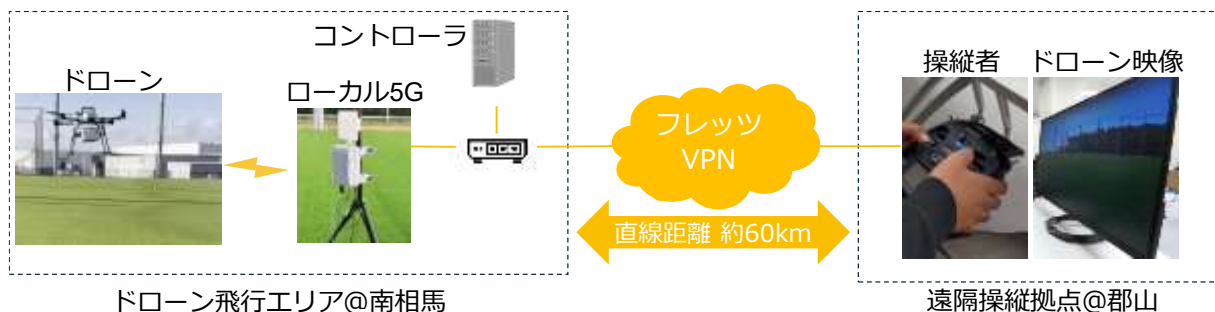 コントローラ
ドローン
ローカル5G
フレッツ
VPN
直線距離 約60km
操縦者
ドローン映像
ドローン飛行エリア@南相馬
遠隔操縦拠点@郡山